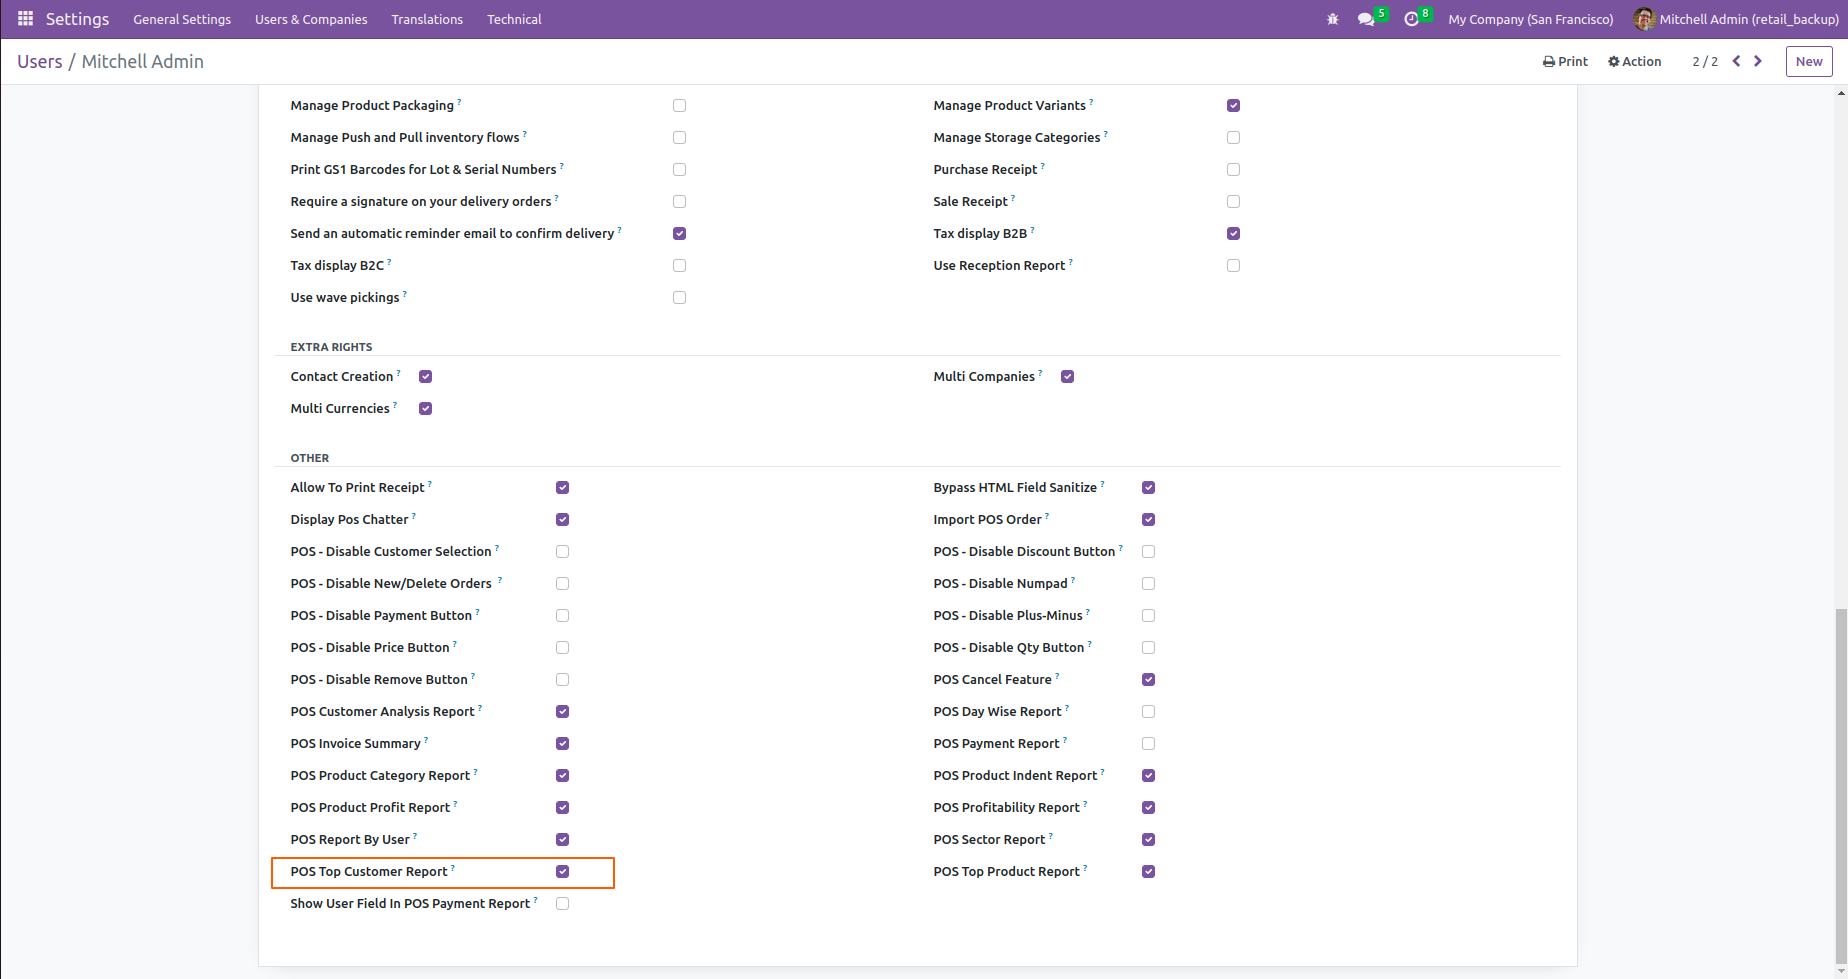 Settings General Settings Users & Companies Translations Technical 5 8 My Company (San Francisco) Mitchell Admin (retail_backup)
Users / Mitchell Admin Print Action 2 / 2 New
Manage Product Packaging ? Manage Product Variants ?
Manage Push and Pull inventory flows ? Manage Storage Categories ?
Print GS1 Barcodes for Lot & Serial Numbers ? Purchase Receipt ?
Require a signature on your delivery orders ? Sale Receipt ?
Send an automatic reminder email to confirm delivery ? Tax display B2B ?
Tax display B2C ? Use Reception Report ?
Use wave pickings ?
EXTRA RIGHTS
Contact Creation ? Multi Companies ?
Multi Currencies ?
OTHER
Allow To Print Receipt ? Bypass HTML Field Sanitize ?
Display Pos Chatter ? Import POS Order ?
POS - Disable Customer Selection ? POS - Disable Discount Button ?
POS - Disable New/Delete Orders ? POS - Disable Numpad ?
POS - Disable Payment Button ? POS - Disable Plus-Minus ?
POS - Disable Price Button ? POS - Disable Qty Button ?
POS - Disable Remove Button ? POS Cancel Feature ?
POS Customer Analysis Report ? POS Day Wise Report ?
POS Invoice Summary ? POS Payment Report ?
POS Product Category Report ? POS Product Indent Report ?
POS Product Profit Report ? POS Profitability Report ?
POS Report By User ? POS Sector Report ?
POS Top Customer Report ? POS Top Product Report ?
Show User Field In POS Payment Report ?